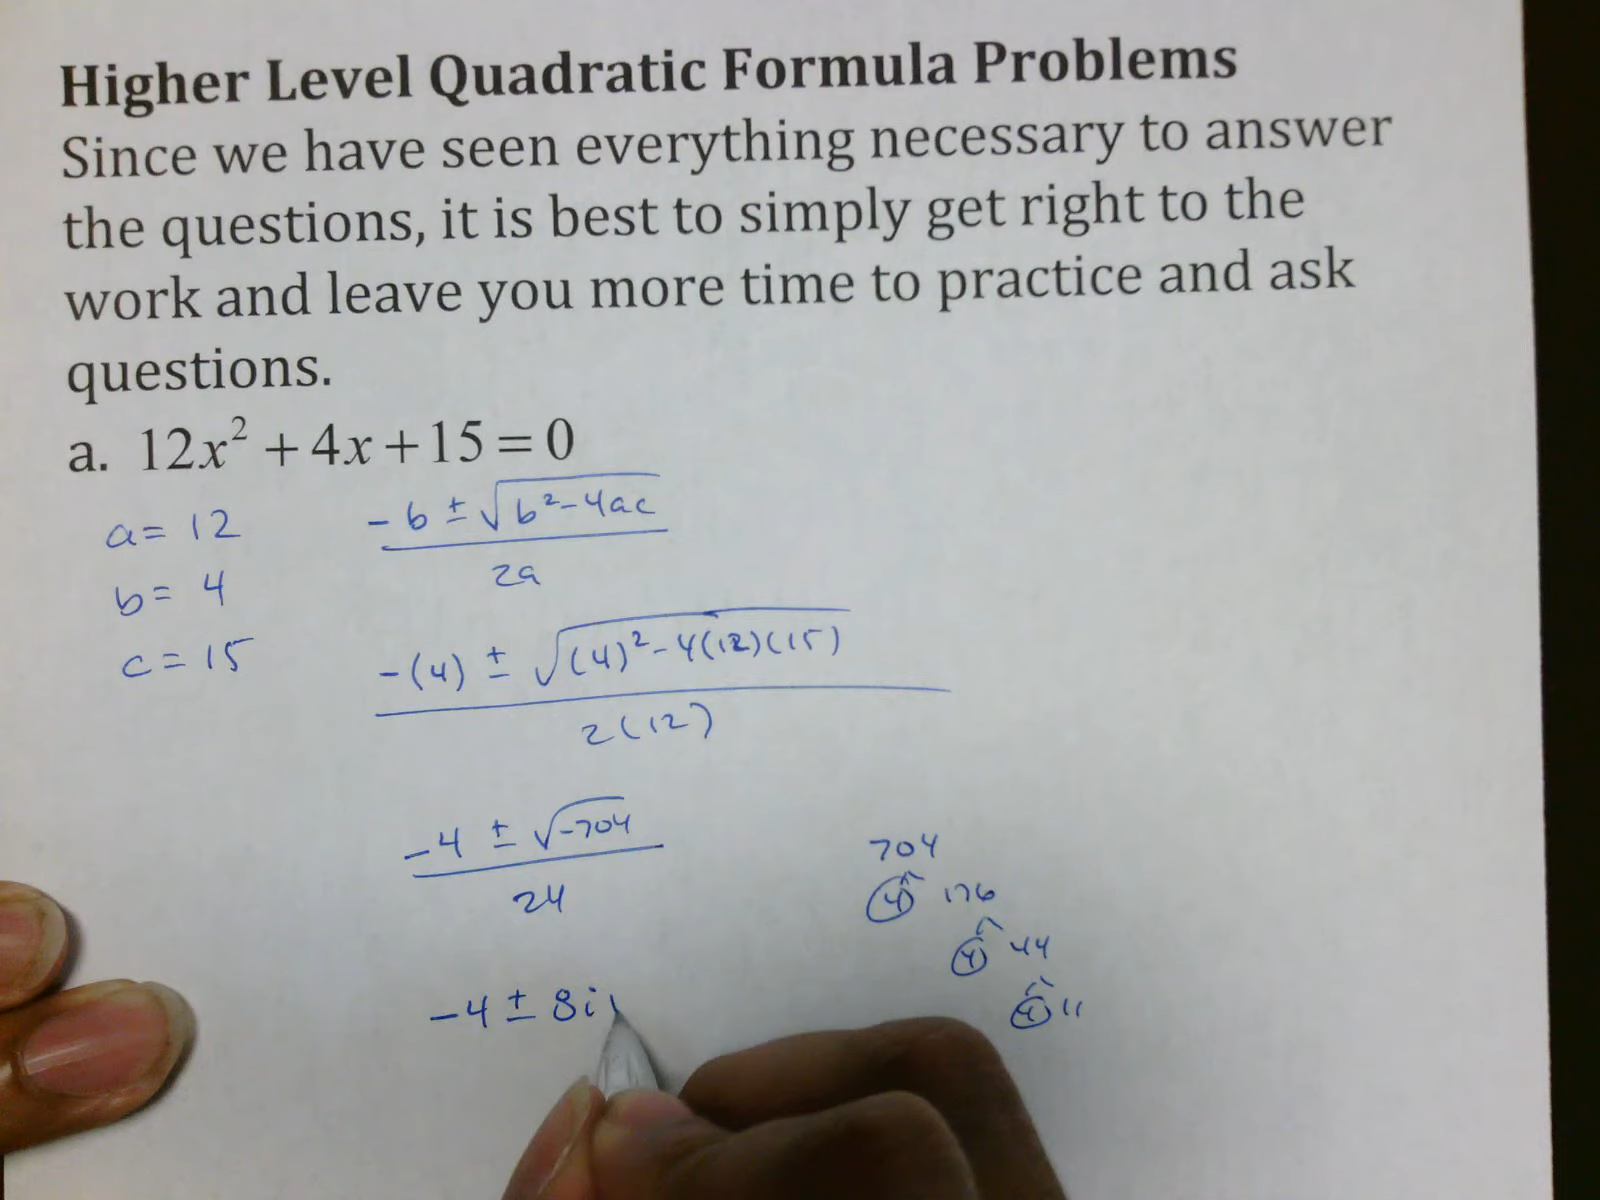 Higher Level Quadratic Formula Problems
Since we have seen everything necessary to answer
the questions, it is best to simply get right to the
work and leave you more time to practice and ask
questions.
a. 12x² + 4x + 15 = 0
a = 12
b = 4
c = 15
-b ± √(b² - 4ac)
2a
-(4) ± √((4)² - 4(12)(15))
2(12)
-4 ± √-704
24
-4 ± 8i
704
4 176
4 44
4 11